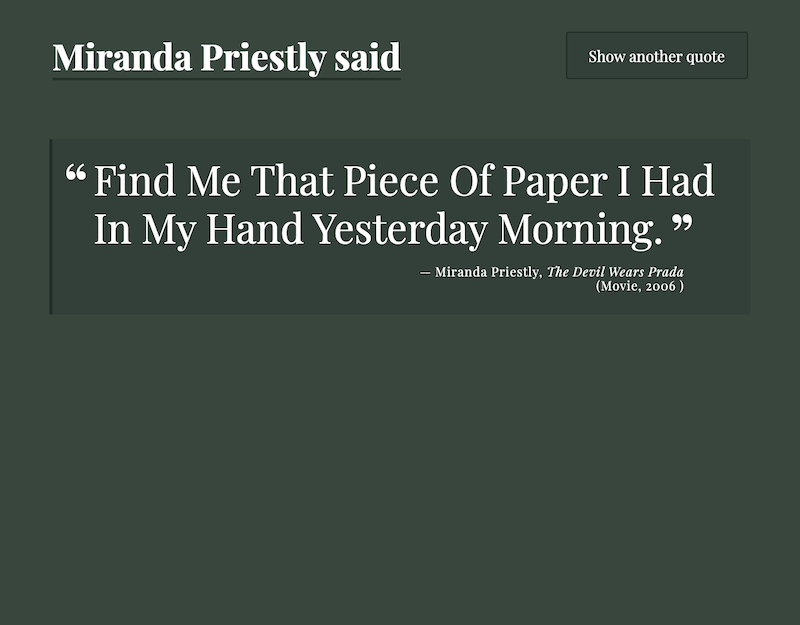 Miranda Priestly said
Show another quote
“ Find Me That Piece Of Paper I Had
In My Hand Yesterday Morning. ”
— Miranda Priestly, The Devil Wears Prada
(Movie, 2006 )